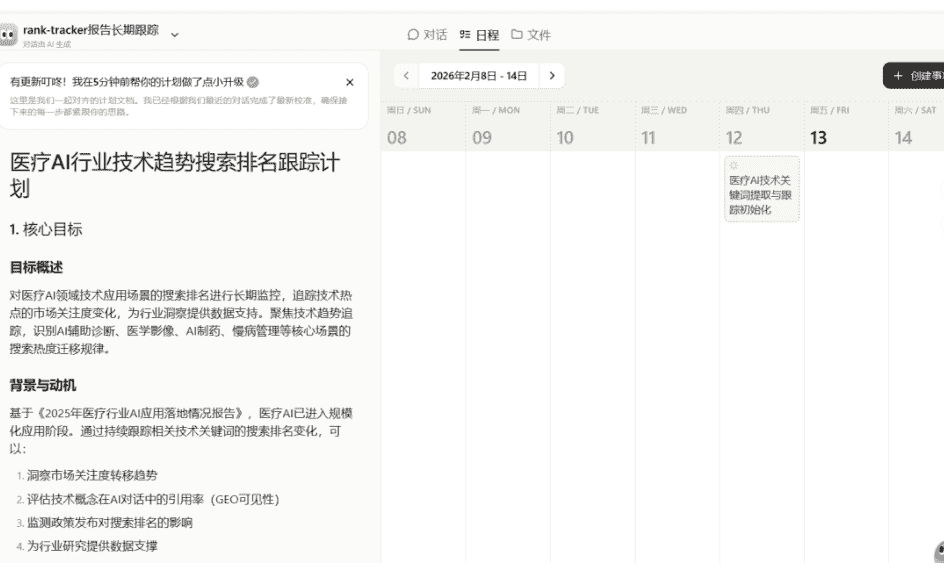 rank-tracker报告长期跟踪
对话由 AI 生成
对话
日程
文件
有更新叮咚！我在5分钟前帮你的计划做了点小升级
这里是我们一起对齐的计划文档。我已经根据我们最近的对话完成了最新校准，确保接
下来的每一步都紧跟你的思路。
2026年2月8日 - 14日
+ 创建事
周日 / SUN
周一 / MON
周二 / TUE
周三 / WED
周四 / THU
周五 / FRI
周六 / SAT
08
09
10
11
12
13
14
医疗AI技术关
键词提取与跟
踪初始化
医疗AI行业技术趋势搜索排名跟踪计
划
1. 核心目标
目标概述
对医疗AI领域技术应用场景的搜索排名进行长期监控，追踪技术热
点的市场关注度变化，为行业洞察提供数据支持。聚焦技术趋势追
踪，识别AI辅助诊断、医学影像、AI制药、慢病管理等核心场景的
搜索热度迁移规律。
背景与动机
基于《2025年医疗行业AI应用落地情况报告》，医疗AI已进入规模
化应用阶段。通过持续跟踪相关技术关键词的搜索排名变化，可
以：
1. 洞察市场关注度转移趋势
2. 评估技术概念在AI对话中的引用率（GEO可见性）
3. 监测政策发布对搜索排名的影响
4. 为行业研究提供数据支撑